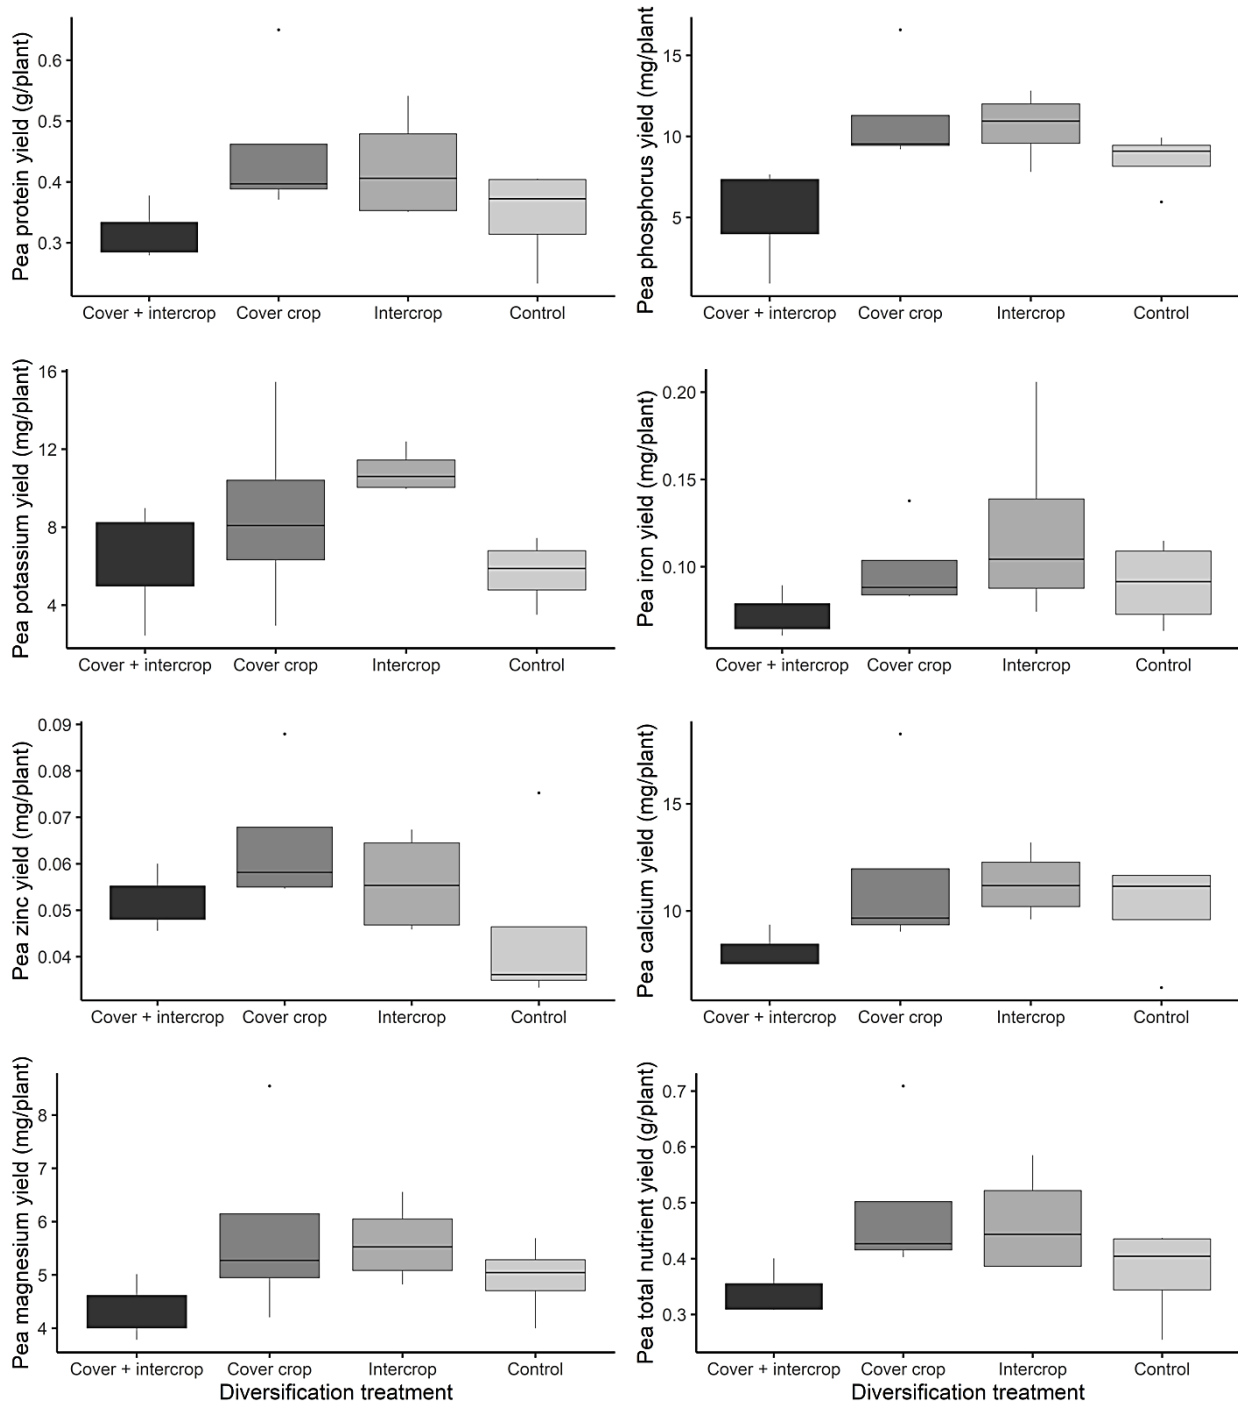 Pea protein yield (g/plant)
0.6
0.5
0.4
0.3
Cover + intercrop Cover crop Intercrop Control
Pea phosphorus yield (mg/plant
15
10
5
Cover + intercrop Cover crop Intercrop Control
Pea potassium yield (mg/plant)
16
12
8
4
Cover + intercrop Cover crop Intercrop Control
Pea iron yield (mg/plant)
0.20
0.15
0.10
Cover + intercrop Cover crop Intercrop Control
Pea zinc yield (mg/plant)
0.09
0.08
0.07
0.06
0.05
0.04
Cover + intercrop Cover crop Intercrop Control
Pea calcium yield (mg/plant)
15
10
Cover + intercrop Cover crop Intercrop Control
Pea magnesium yield (mg/plant)
8
7
6
5
4
Cover + intercrop Cover crop Intercrop Control
Diversification treatment
Pea total nutrient yield (g/plant)
0.7
0.6
0.5
0.4
0.3
Cover + intercrop Cover crop Intercrop Control
Diversification treatment